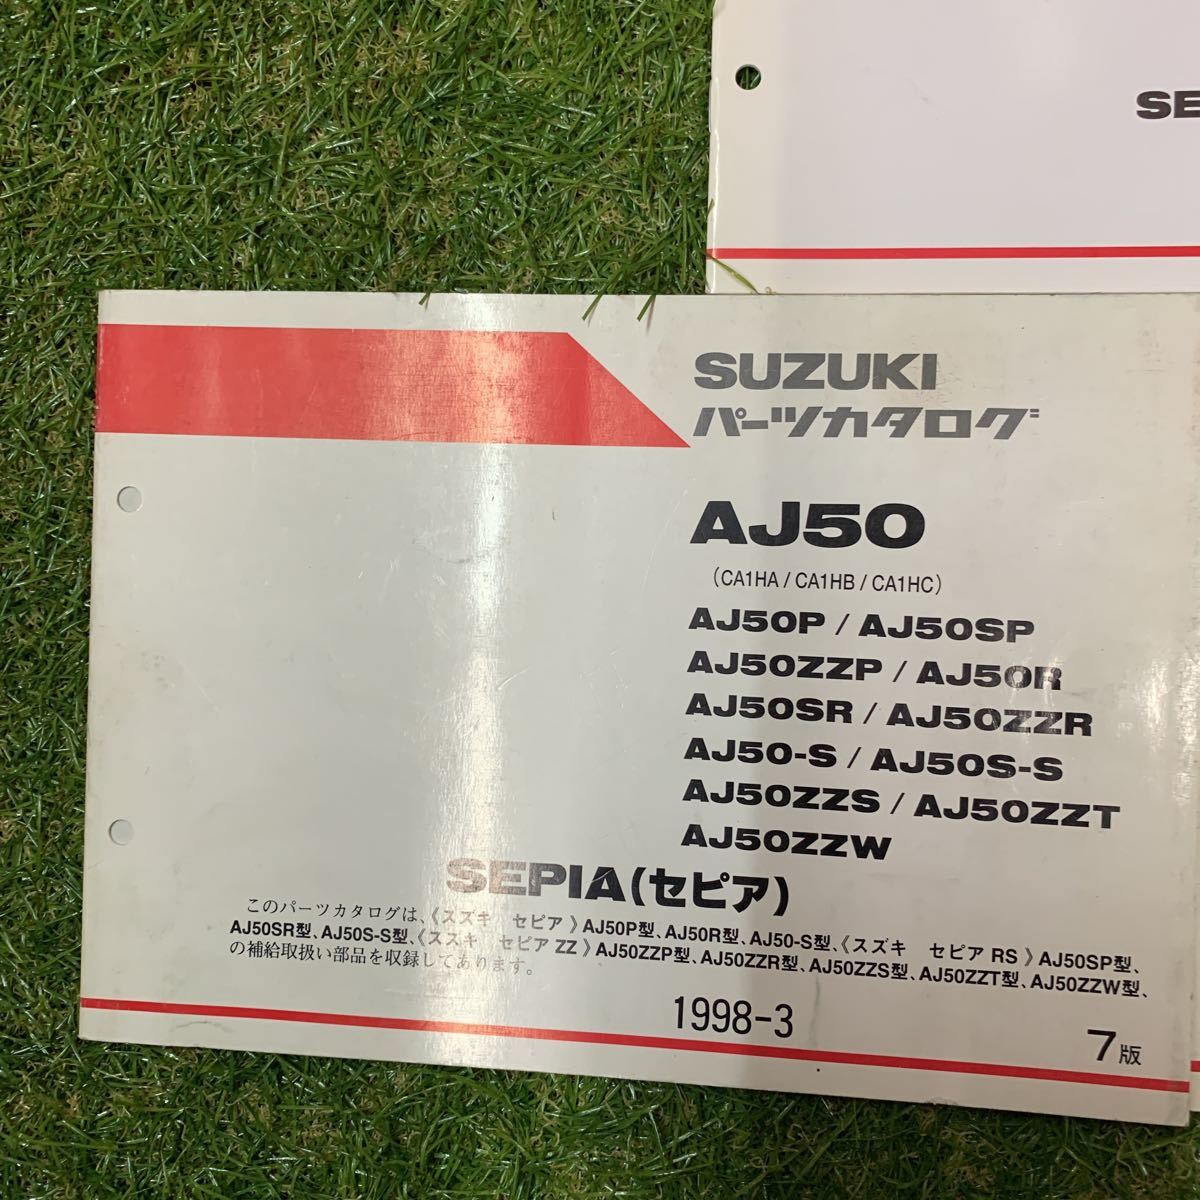 SE
SUZUKI
パーツカタログ
AJ50
(CA1HA / CA1HB / CA1HC)
AJ50P / AJ50SP
AJ50ZZP / AJ50R
AJ50SR / AJ50ZZR
AJ50-S / AJ50S-S
AJ50ZZS / AJ50ZZT
AJ50ZZW
SEPIA(セピア)
このパーツカタログは、《スズキ　セピア》AJ50P型、AJ50R型、AJ50-S型、《スズキ　セピア RS》AJ50SP型、
AJ50SR型、AJ50S-S型、《スズキ　セピア ZZ》AJ50ZZP型、AJ50ZZR型、AJ50ZZS型、AJ50ZZT型、AJ50ZZW型、
の補給取扱い部品を収録してあります。
1998-3
7版